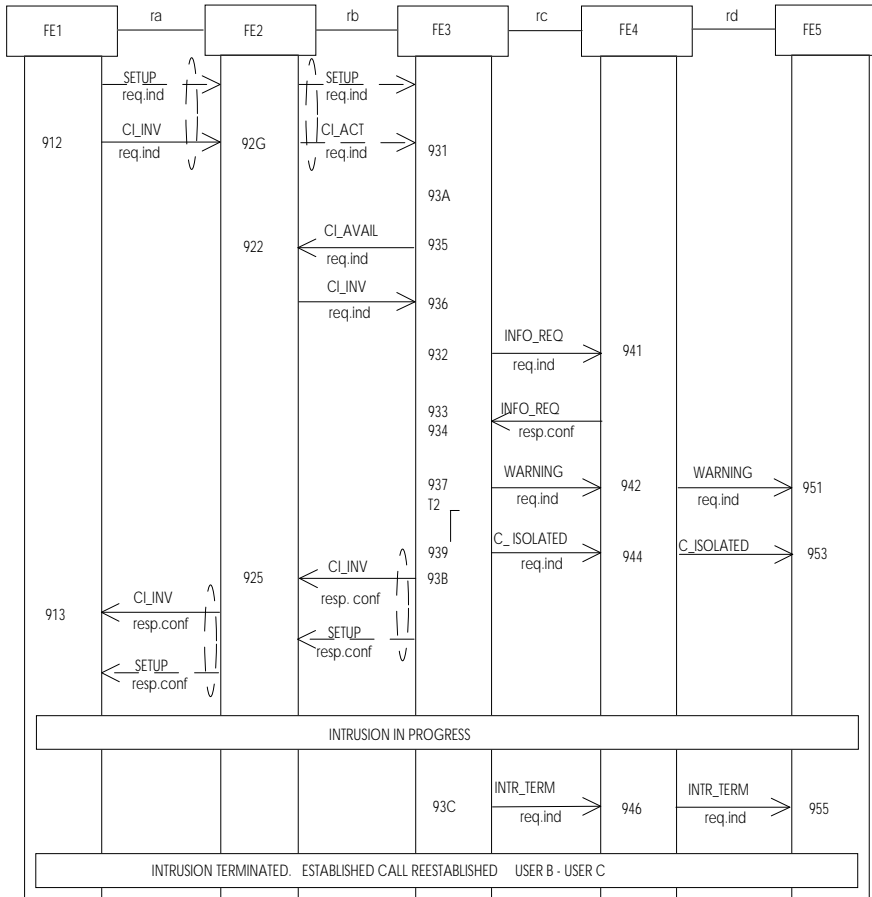 ra rb rc rd
FE1 FE2 FE3 FE4 FE5
SETUP SETUP
req.ind req.ind
CI_INV CI_ACT
912 92G 931
req.ind req.ind
93A
CI_AVAIL
922 935
req.ind
CI_INV
936
req.ind
INFO_REQ
932 941
req.ind
933 INFO_REQ
934 resp.conf
WARNING WARNING
937 942 951
req.ind req.ind
T2
C_ISOLATED C_ISOLATED
939 944 953
req.ind
CI_INV
925 93B
resp. conf
CI_INV
913
resp.conf
SETUP
resp.conf
SETUP
resp.conf
INTRUSION IN PROGRESS
INTR_TERM INTR_TERM
93C 946 955
req.ind req.ind
INTRUSION TERMINATED. ESTABLISHED CALL REESTABLISHED USER B - USER C